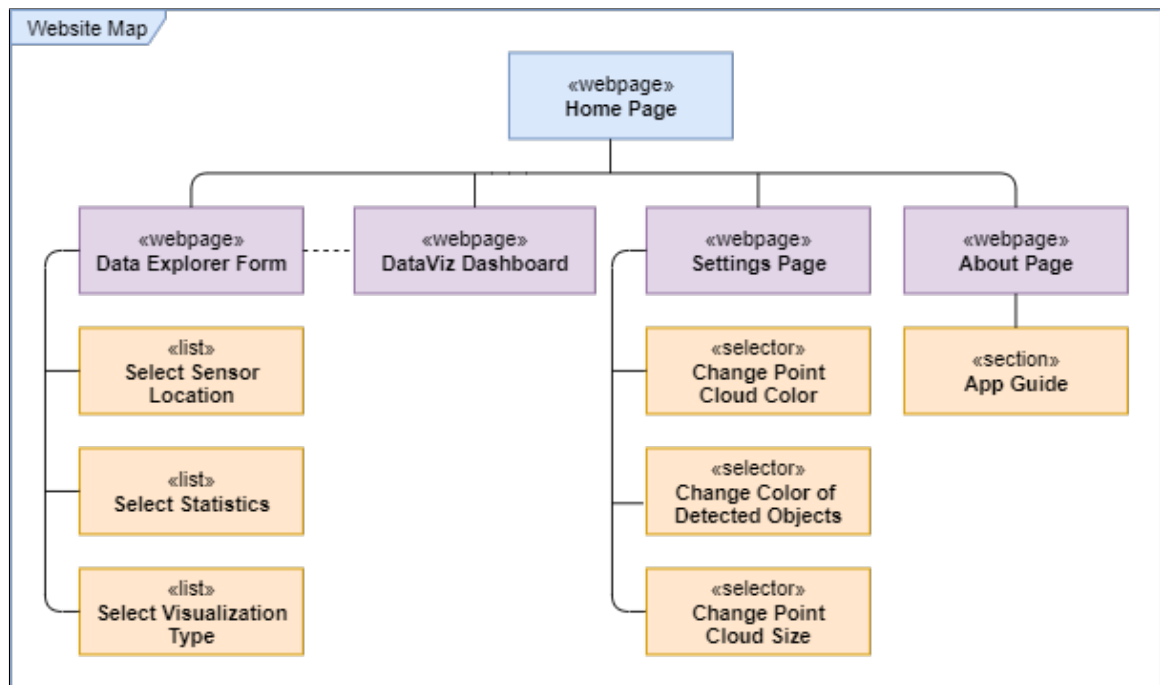 Website Map
«webpage»
Home Page
«webpage»
Data Explorer Form
«webpage»
DataViz Dashboard
«webpage»
Settings Page
«webpage»
About Page
«list»
Select Sensor
Location
«selector»
Change Point
Cloud Color
«section»
App Guide
«list»
Select Statistics
«selector»
Change Color of
Detected Objects
«list»
Select Visualization
Type
«selector»
Change Point
Cloud Size